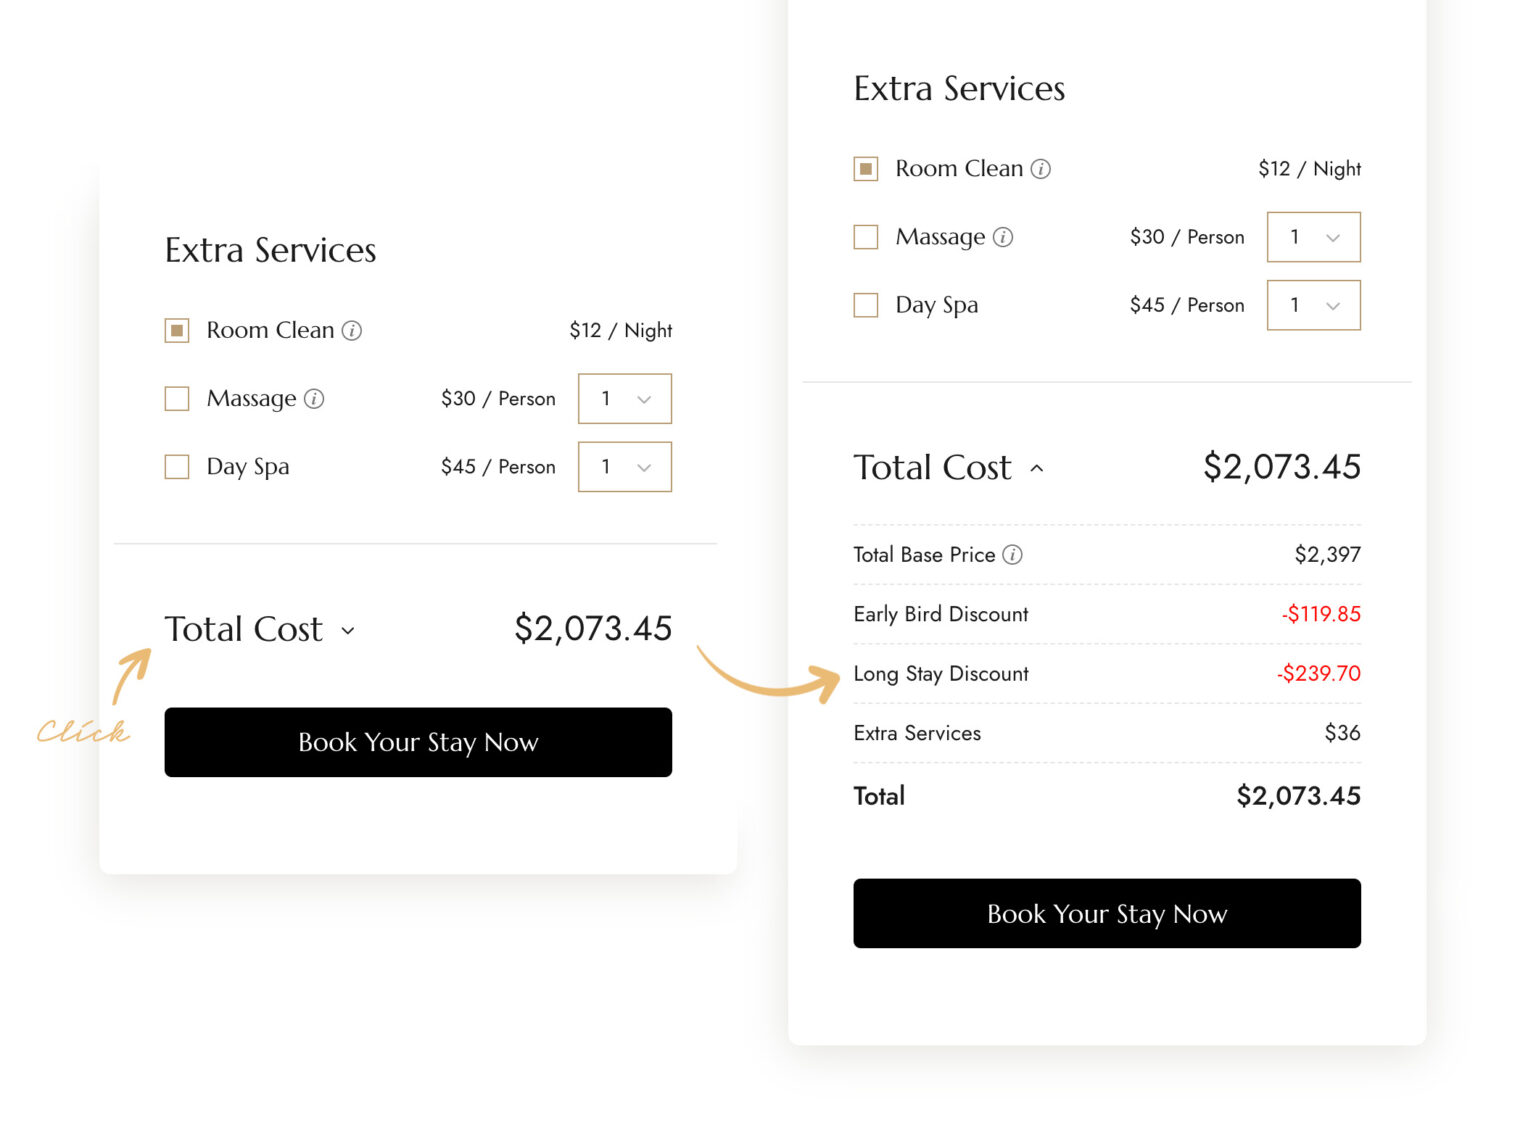 Extra Services
Room Clean i $12 / Night
Massage i $30 / Person 1
Day Spa $45 / Person 1
Total Cost $2,073.45
Click
Book Your Stay Now
Extra Services
Room Clean i $12 / Night
Massage i $30 / Person 1
Day Spa $45 / Person 1
Total Cost $2,073.45
Total Base Price i $2,397
Early Bird Discount -$119.85
Long Stay Discount -$239.70
Extra Services $36
Total $2,073.45
Book Your Stay Now